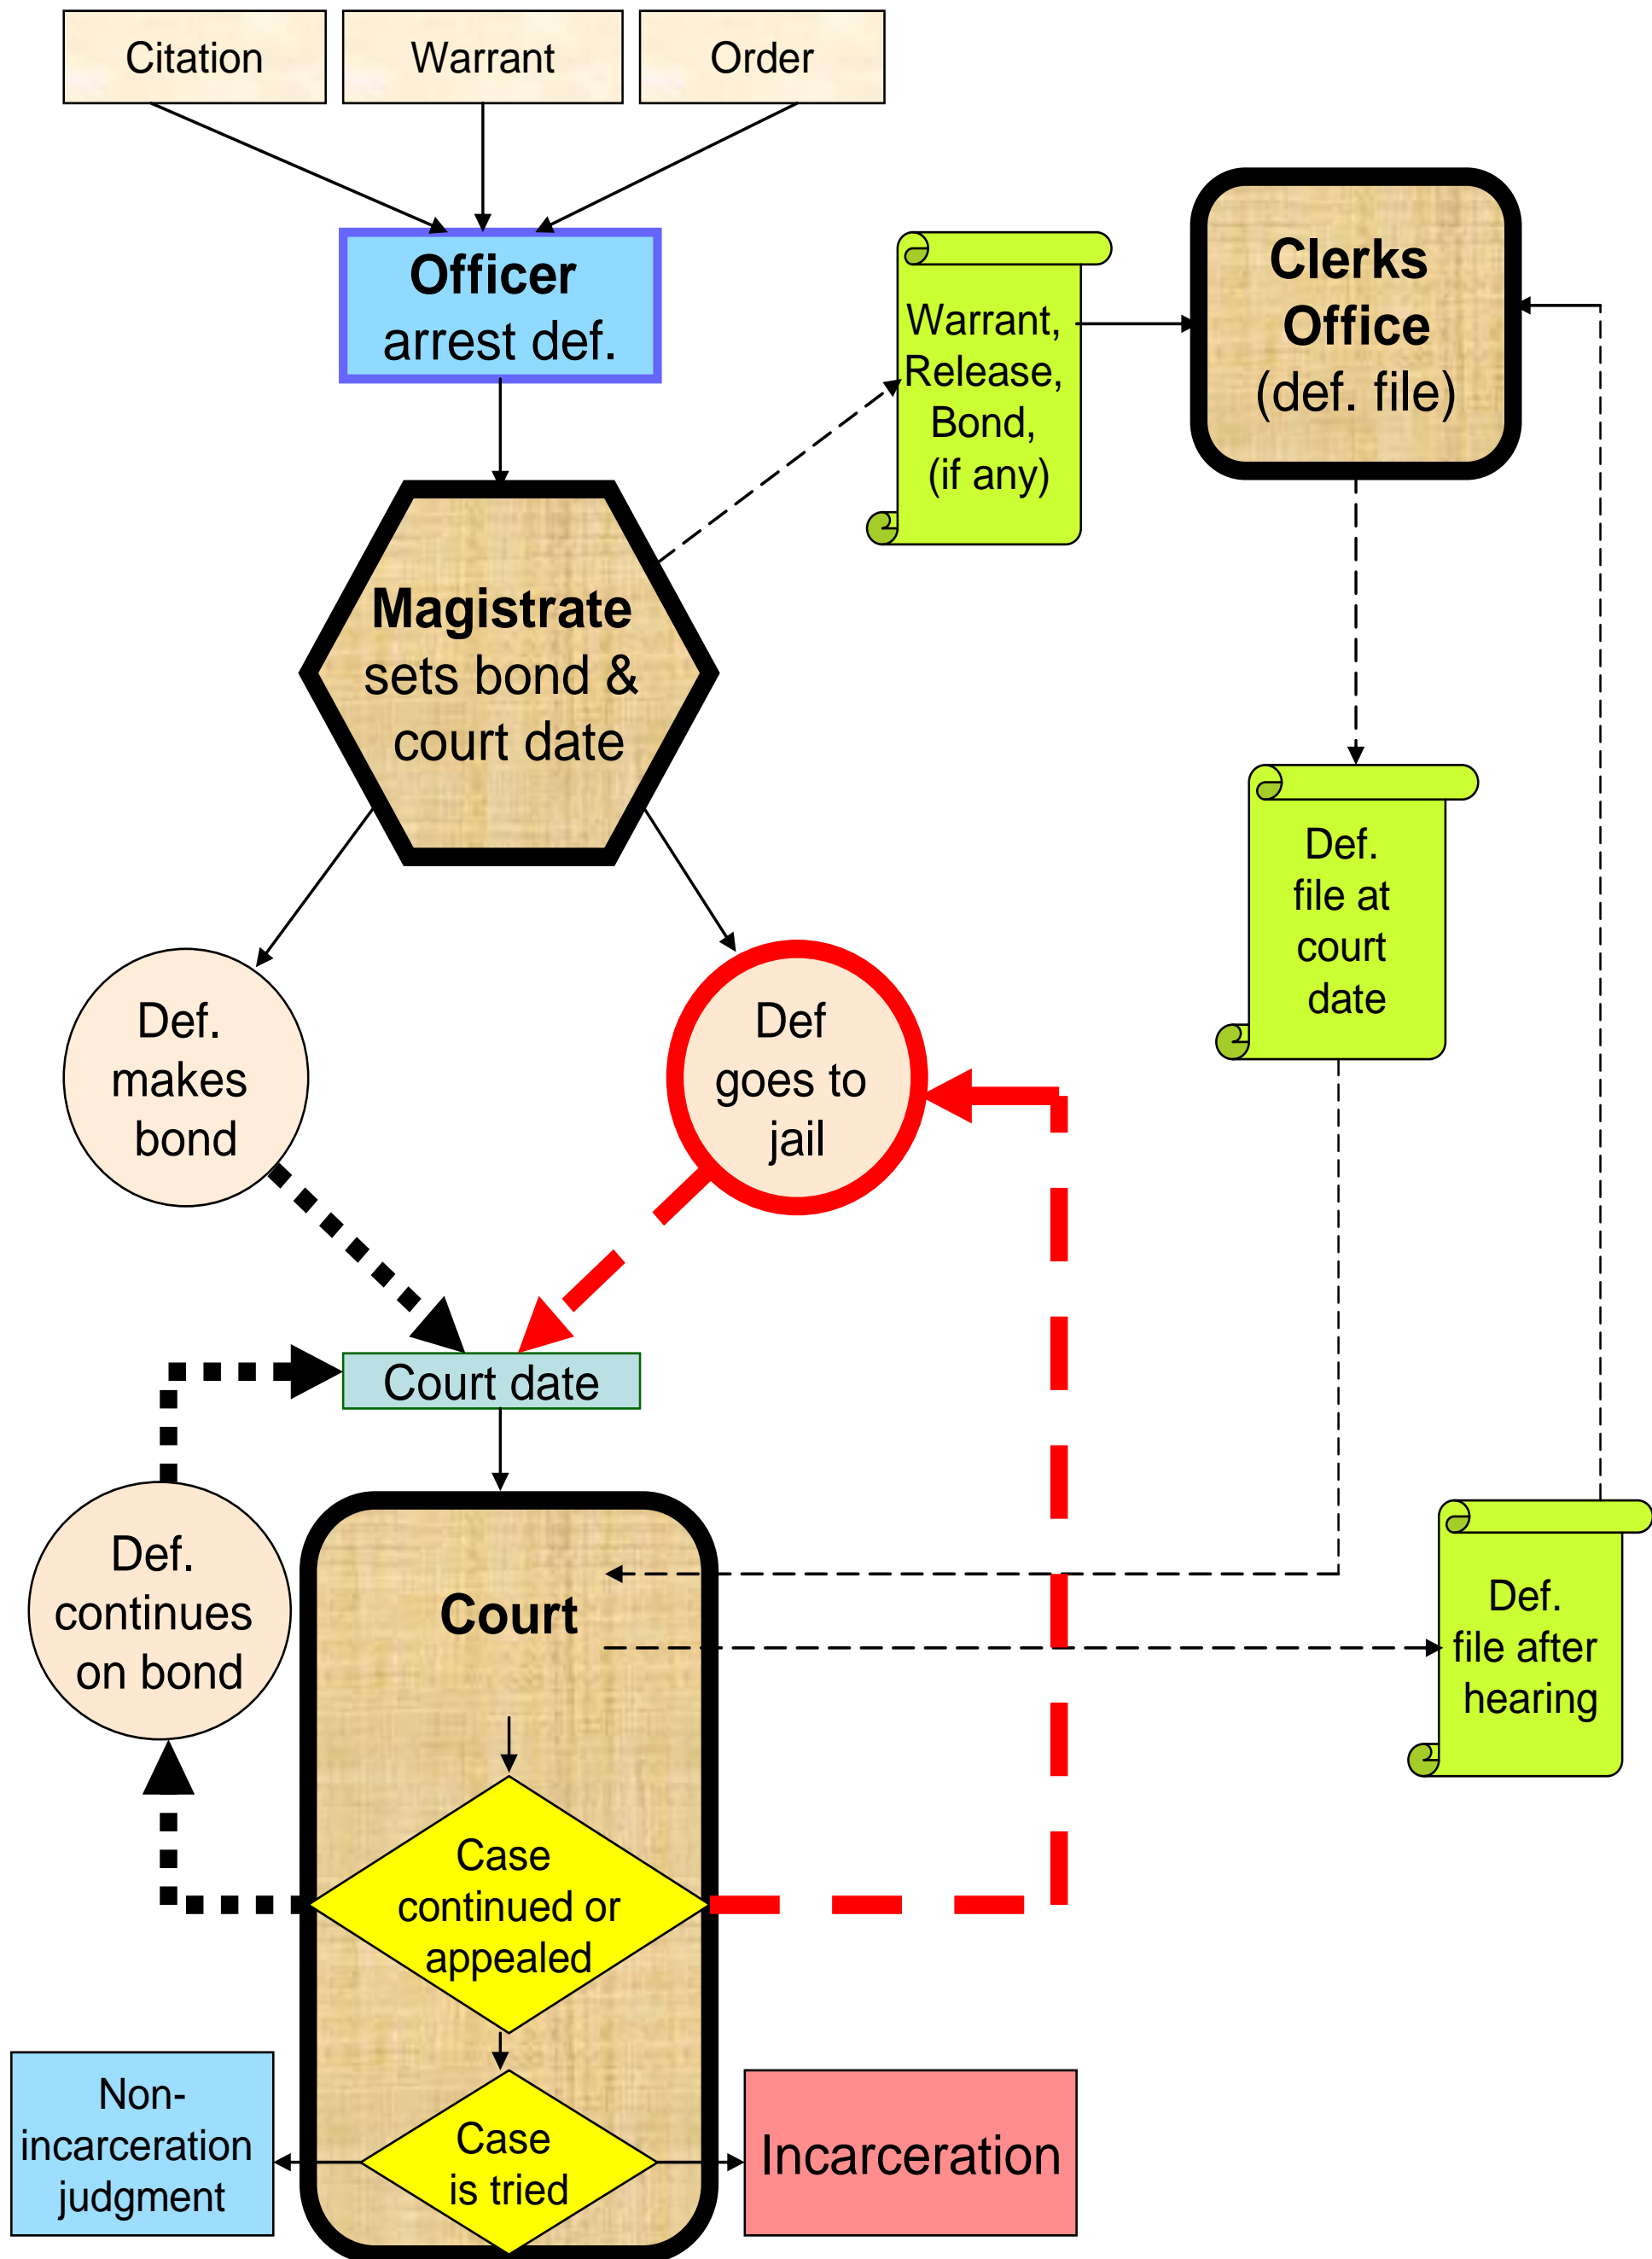 Citation
Warrant
Order
Officer
arrest def.
Warrant,
Release,
Bond,
(if any)
Clerks
Office
(def. file)
Magistrate
sets bond &
court date
Def.
file at
court
date
Def.
makes
bond
Def
goes to
jail
Court date
Def.
continues
on bond
Court
Def.
file after
hearing
Case
continued or
appealed
Non-
incarceration
judgment
Case
is tried
Incarceration